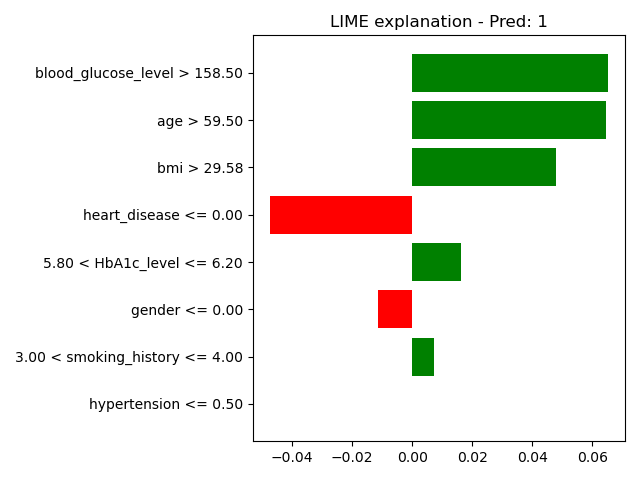 LIME explanation - Pred: 1
blood_glucose_level > 158.50
age > 59.50
bmi > 29.58
heart_disease <= 0.00
5.80 < HbA1c_level <= 6.20
gender <= 0.00
3.00 < smoking_history <= 4.00
hypertension <= 0.50
−0.04 −0.02 0.00 0.02 0.04 0.06